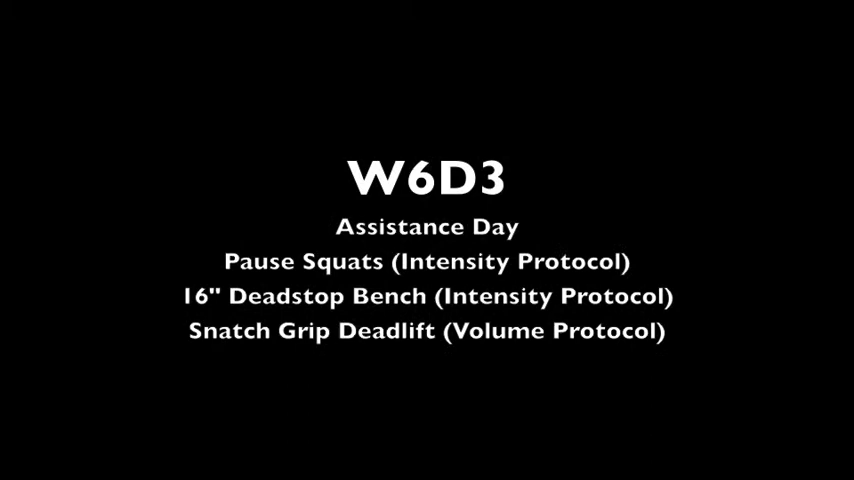 W6D3
Assistance Day
Pause Squats (Intensity Protocol)
16" Deadstop Bench (Intensity Protocol)
Snatch Grip Deadlift (Volume Protocol)